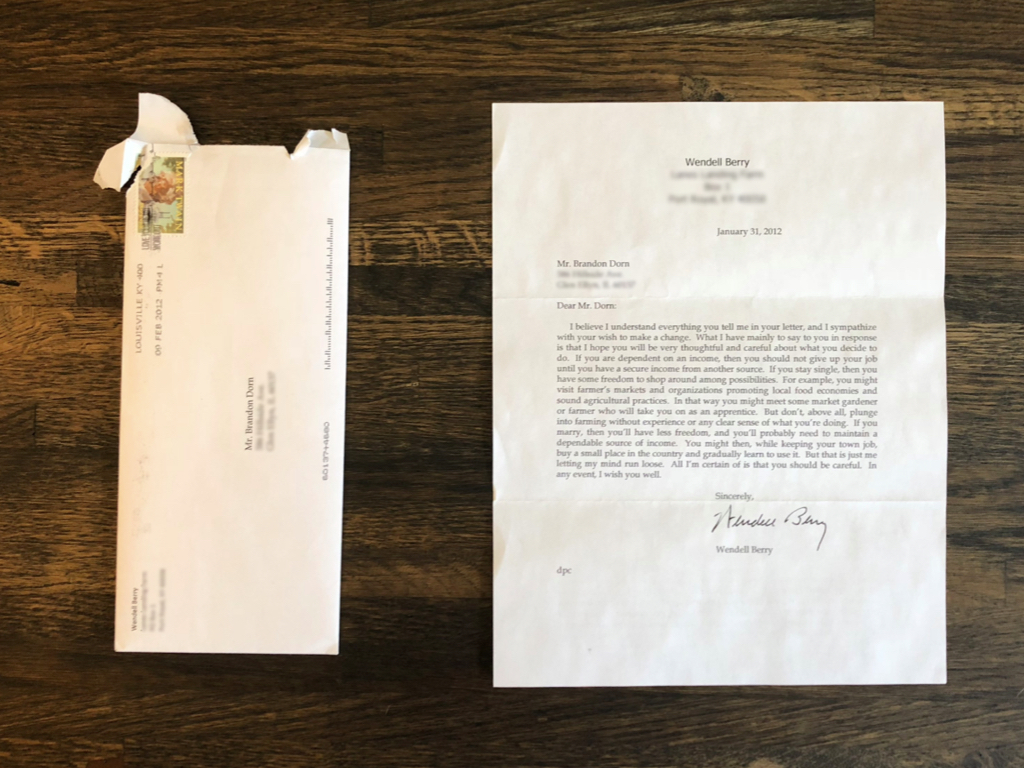 Wendell Berry
January 31, 2012
Mr. Brandon Dorn
Dear Mr. Dorn:
I believe I understand everything you tell me in your letter, and I sympathize
with your wish to make a change. What I have mainly to say to you in response
is that I hope you will be very thoughtful and careful about what you decide to
do. If you are dependent on an income, then you should not give up your job
until you have a secure income from another source. If you stay single, then you
have some freedom to shop around among possibilities. For example, you might
visit farmer's markets and organizations promoting local food economies and
sound agricultural practices. In that way you might meet some market gardener
or farmer who will take you on as an apprentice. But don't, above all, plunge
into farming without experience or any clear sense of what you're doing. If you
marry, then you'll have less freedom, and you'll probably need to maintain a
dependable source of income. You might then, while keeping your town job,
buy a small place in the country and gradually learn to use it. But that is just me
letting my mind run loose. All I'm certain of is that you should be careful. In
any event, I wish you well.
Sincerely,
Wendell Berry
Wendell Berry
dpc
Wendell Berry
LOUISVILLE KY 400
FEB 2012 PM 4 L
Mr. Brandon Dorn
60137+4680